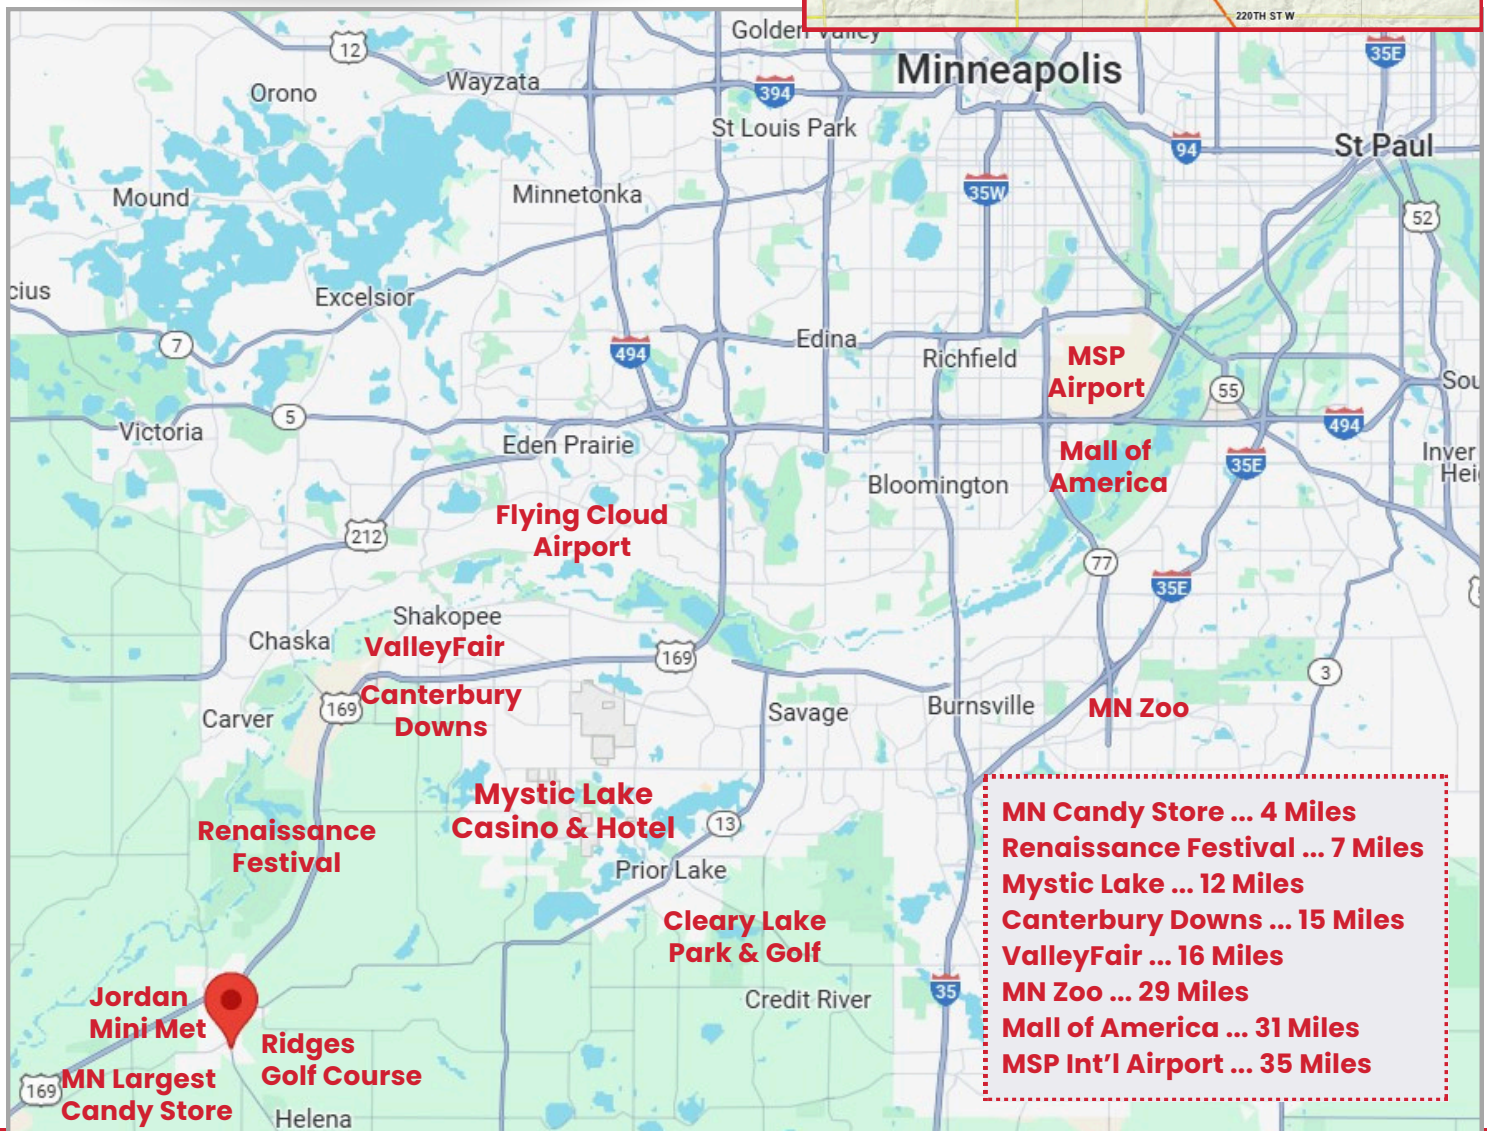 220TH ST W
Golden Valley
12
35E
Minneapolis
Wayzata
Orono
394
St Louis Park
94
St Paul
Mound
Minnetonka
35W
52
cius
Excelsior
7
494
Edina
Richfield
MSP
Airport
55
Sou
5
Victoria
Eden Prairie
494
Mall of
America
35E
Inver
Hei
Bloomington
Flying Cloud
Airport
212
77
35E
Shakopee
Chaska
ValleyFair
169
3
Canterbury
Downs
169
Carver
Savage
Burnsville
MN Zoo
Mystic Lake
Casino & Hotel
13
Renaissance
Festival
Prior Lake
Cleary Lake
Park & Golf
Credit River
35
MN Candy Store ... 4 Miles
Renaissance Festival ... 7 Miles
Mystic Lake ... 12 Miles
Canterbury Downs ... 15 Miles
ValleyFair ... 16 Miles
MN Zoo ... 29 Miles
Mall of America ... 31 Miles
MSP Int’l Airport ... 35 Miles
Jordan
Mini Met
Ridges
Golf Course
169
MN Largest
Candy Store
Helena